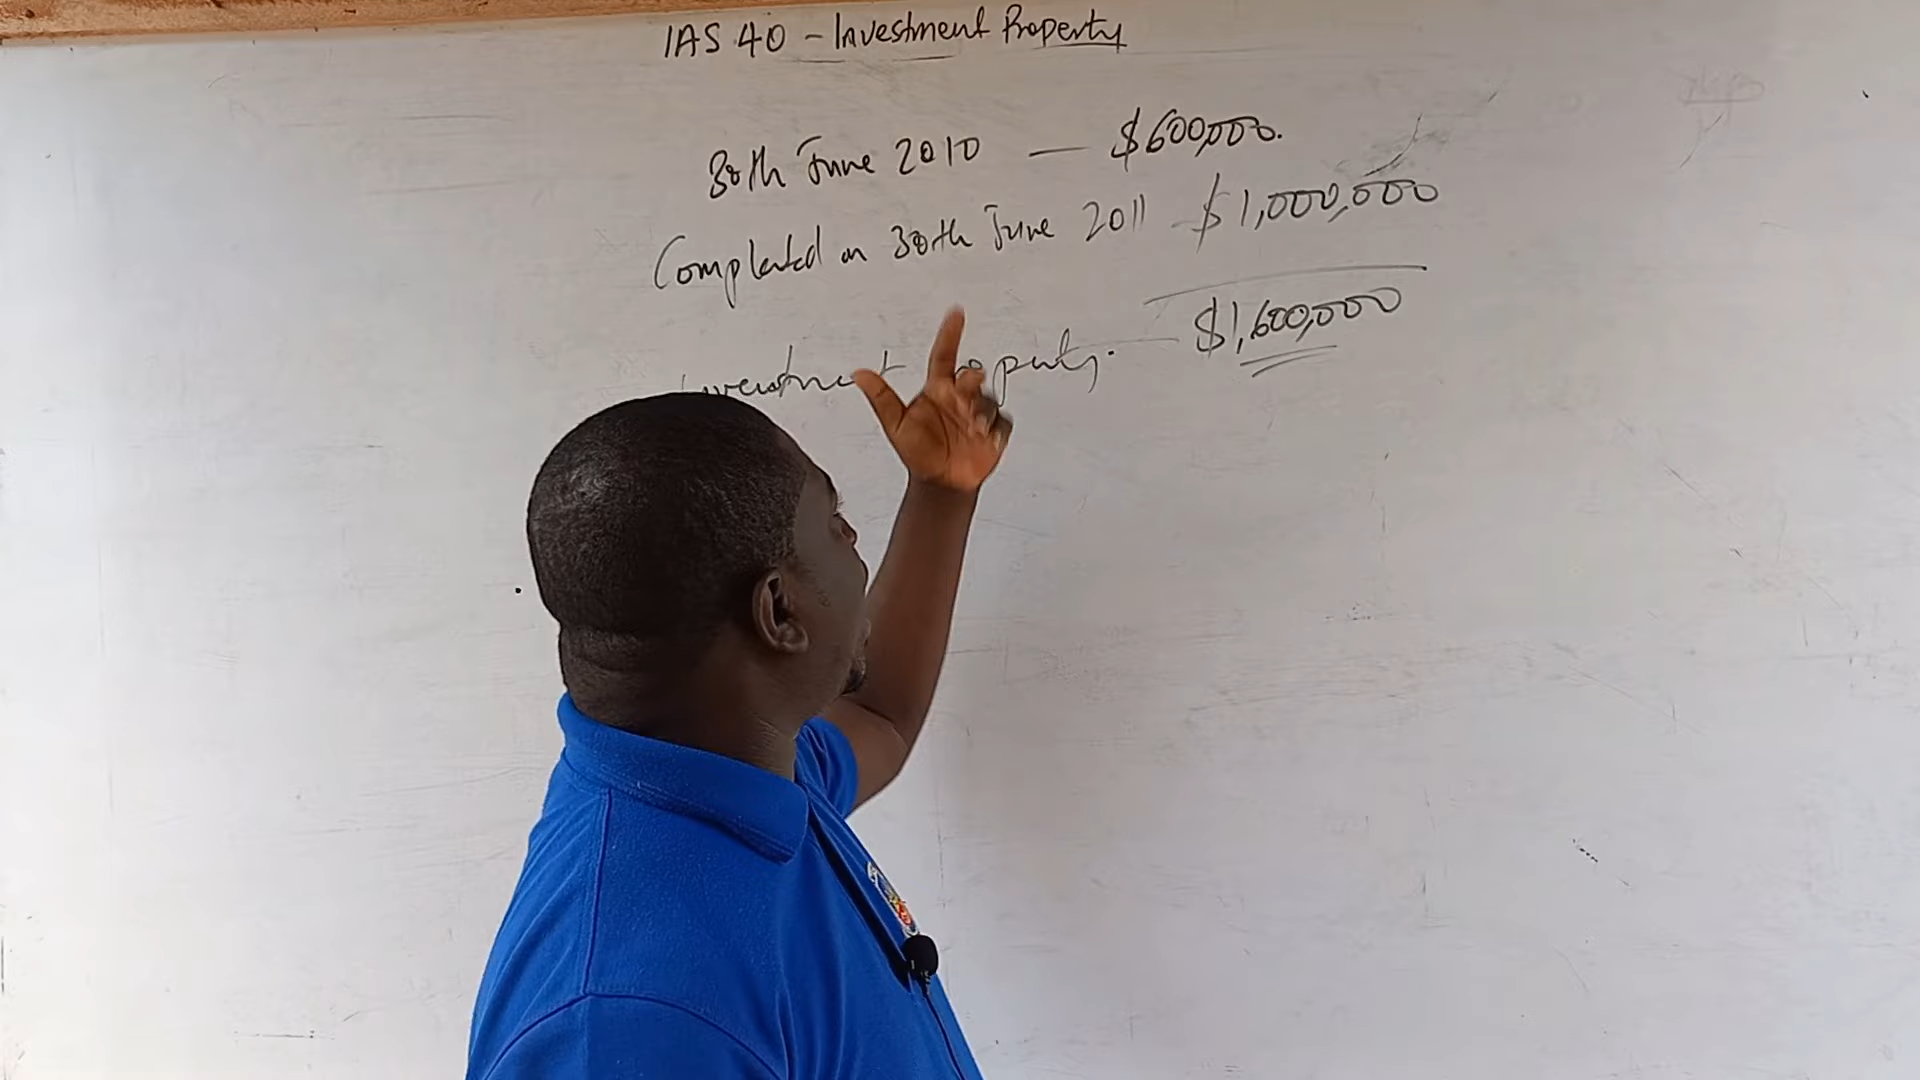 IAS 40 - Investment Property
30th June 2010 — $600,000.
Completed on 30th June 2011 - $1,000,000
Investment Property. — $1,600,000